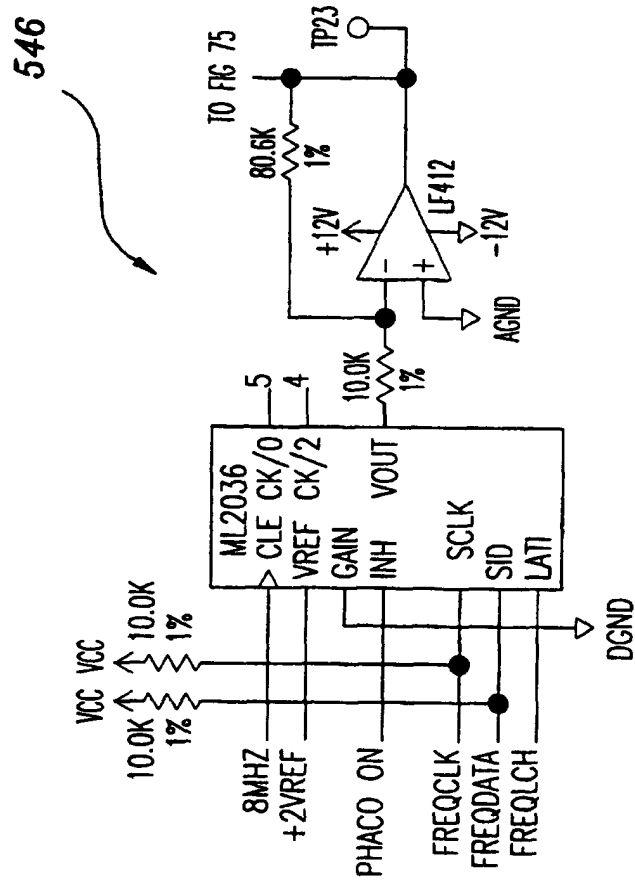 546
TO FIG 75
TP23
80.6K
1%
+12V
LF412
-12V
-
+
AGND
10.0K
1%
5
4
ML2036
CLE CK/0
VREF CK/2
GAIN
INH VOUT
SCLK
SID
LATI
VCC VCC
10.0K
1%
10.0K
1%
8MHZ
+2VREF
PHACO ON
FREQCLK
FREQDATA
FREQLCH
DGND